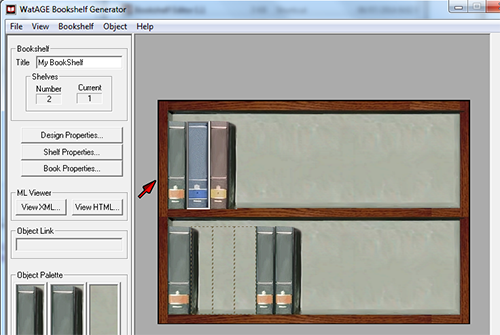 WatAGE Bookshelf Generator
File View Bookshelf Object Help
Bookshelf
Title My BookShelf
Shelves
Number Current
2 1
Design Properties...
Shelf Properties...
Book Properties...
ML Viewer
View XML... View HTML...
Object Link
Object Palette